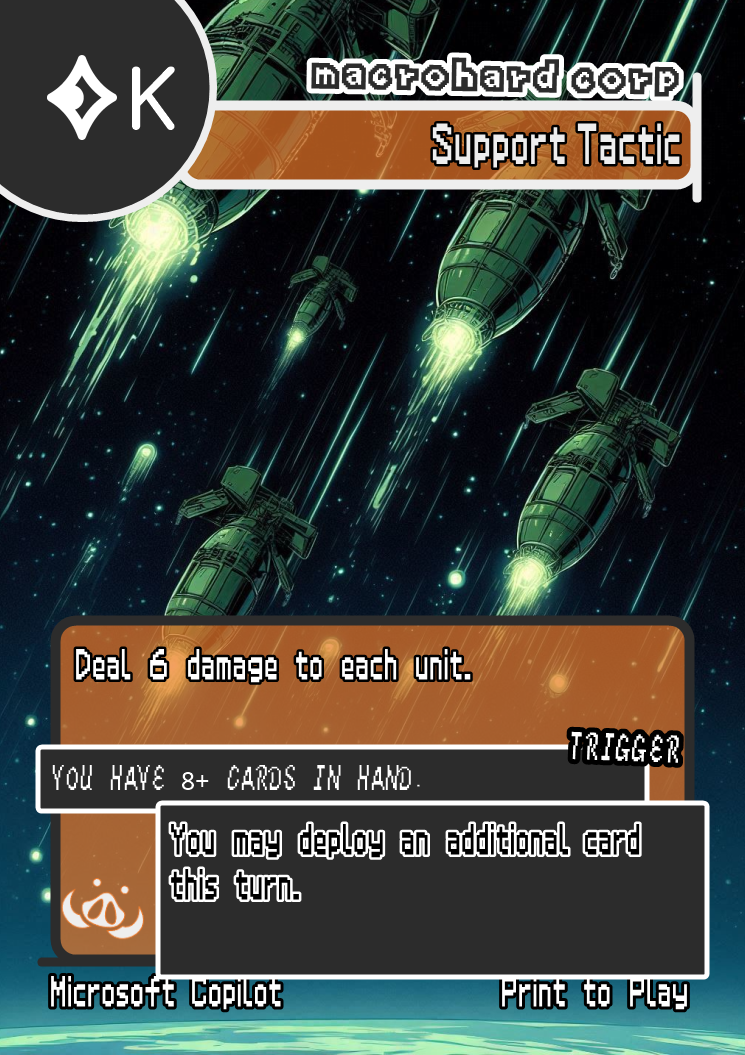 K
macrohard corp
Support Tactic
Deal 6 damage to each unit.
TRIGGER
YOU HAVE 8+ CARDS IN HAND.
You may deploy an additional card
this turn.
Microsoft Copilot
Print to Play